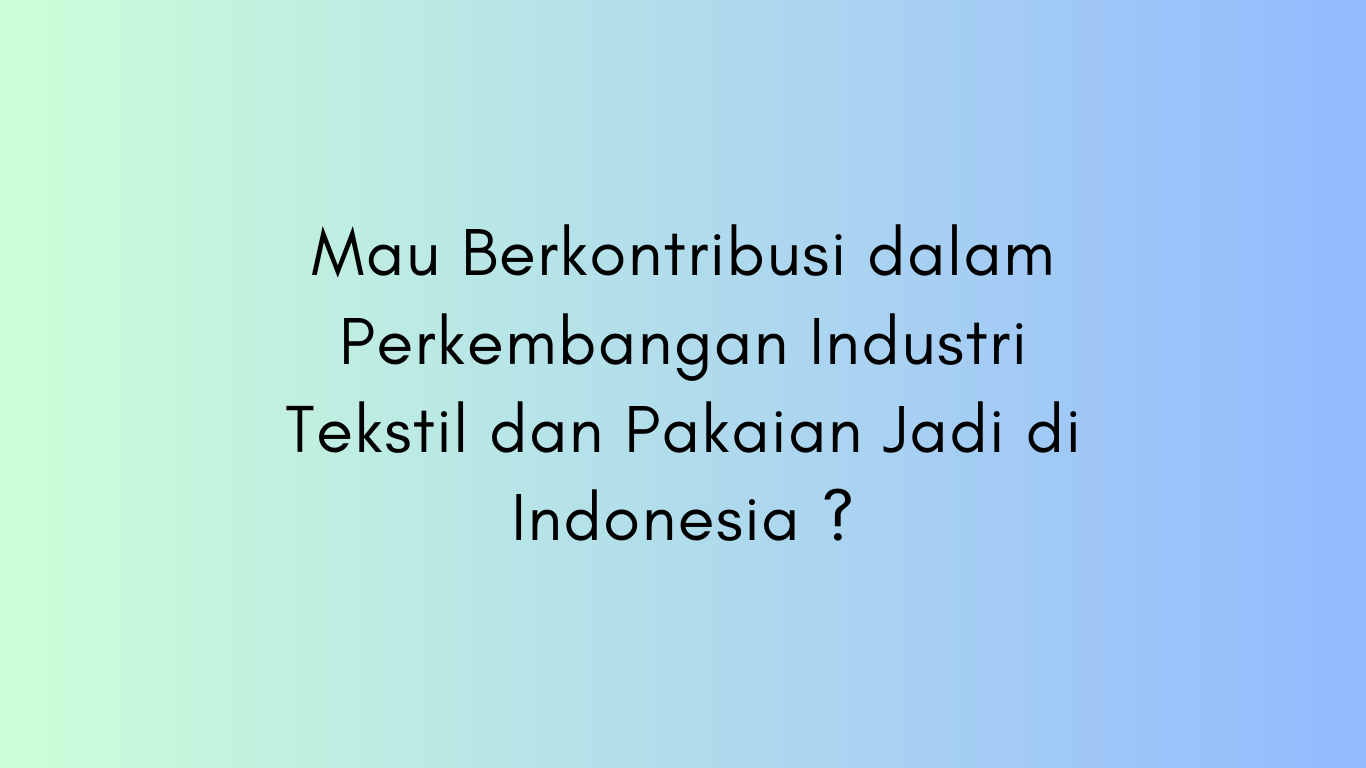 Mau Berkontribusi dalam
Perkembangan Industri
Tekstil dan Pakaian Jadi di
Indonesia ?